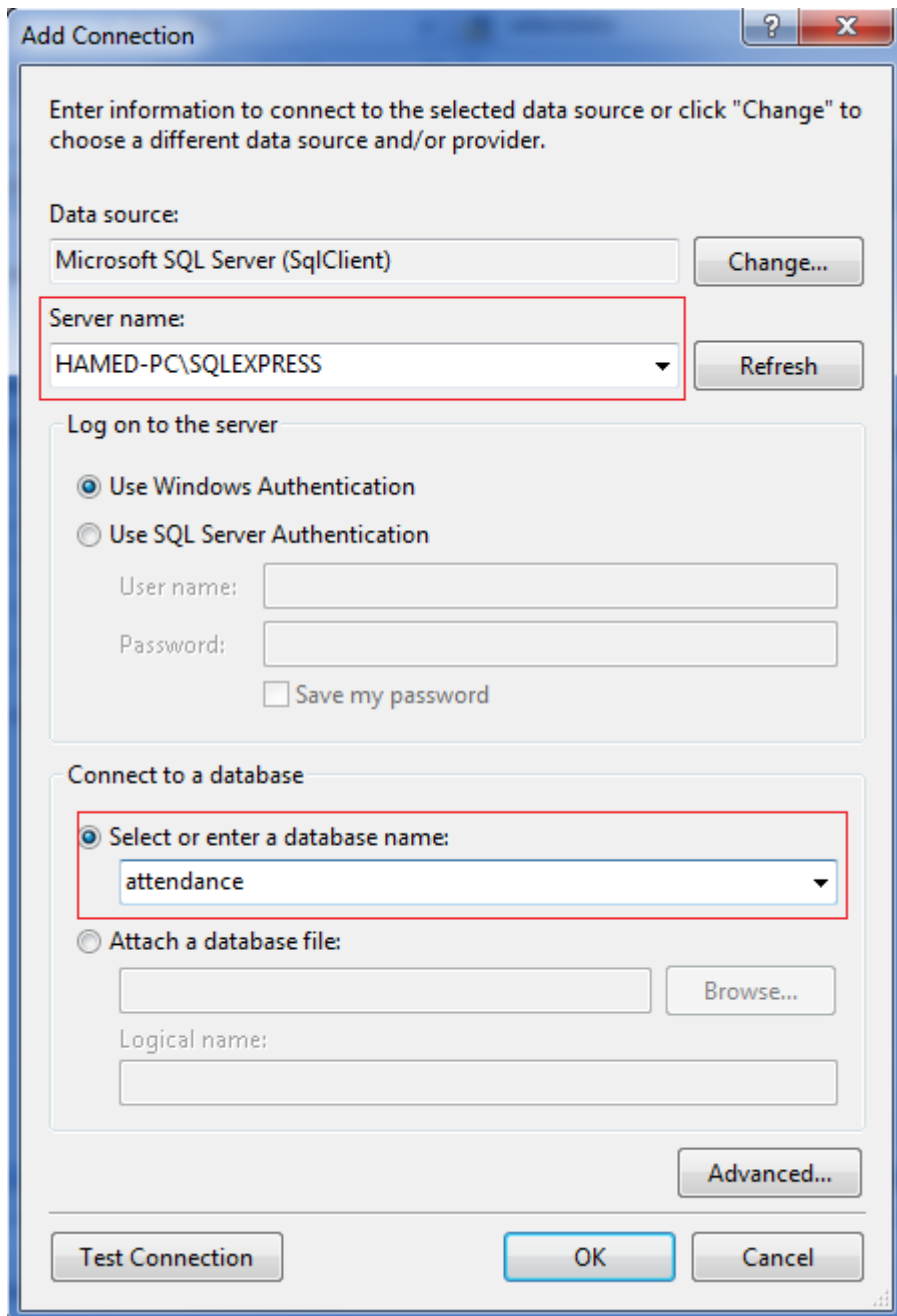 Add Connection
?
Enter information to connect to the selected data source or click "Change" to
choose a different data source and/or provider.
Data source:
Microsoft SQL Server (SqlClient)
Change...
Server name:
HAMED-PC\SQLEXPRESS
Refresh
Log on to the server
Use Windows Authentication
Use SQL Server Authentication
User name:
Password:
Save my password
Connect to a database
Select or enter a database name:
attendance
Attach a database file:
Browse...
Logical name:
Advanced...
Test Connection
OK
Cancel